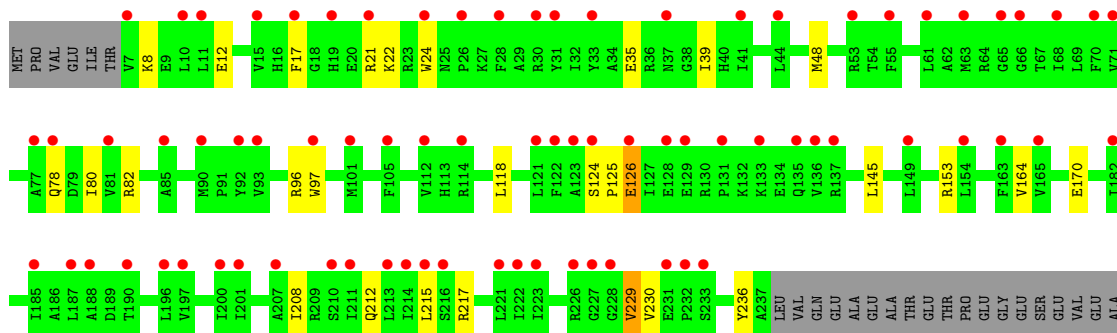 MET PRO VAL GLU ILE THR V7 K8 E9 L10 L11 E12 V15 H16 F17 G18 H19 E20 R21 K22 R23 W24 N25 P26 K27 F28 A29 R30 Y31 I32 Y33 A34 E35 R36 N37 G38 I39 H40 I41 L44 M48 R53 T54 F55 L61 A62 M63 R64 G65 G66 T67 I68 L69 F70 V71
A77 Q78 D79 I80 V81 R82 A85 M90 P91 Y92 V93 R96 W97 M101 F105 V112 H113 R114 L118 L121 F122 A123 S124 P125 E126 I127 E128 E129 R130 P131 K132 K133 E134 Q135 V136 R137 L145 L149 R153 L154 F163 V164 V165 E170 I183
I185 A186 L187 A188 D189 T190 L196 V197 I200 I201 A207 I208 R209 S210 I211 Q212 L213 I214 L215 S216 R217 L221 I222 I223 R226 G227 G228 V229 V230 E231 P232 S233 Y236 A237 LEU VAL GLN GLU ALA GLU ALA THR GLU THR PRO GLU GLY GLU SER GLU VAL GLU ALA